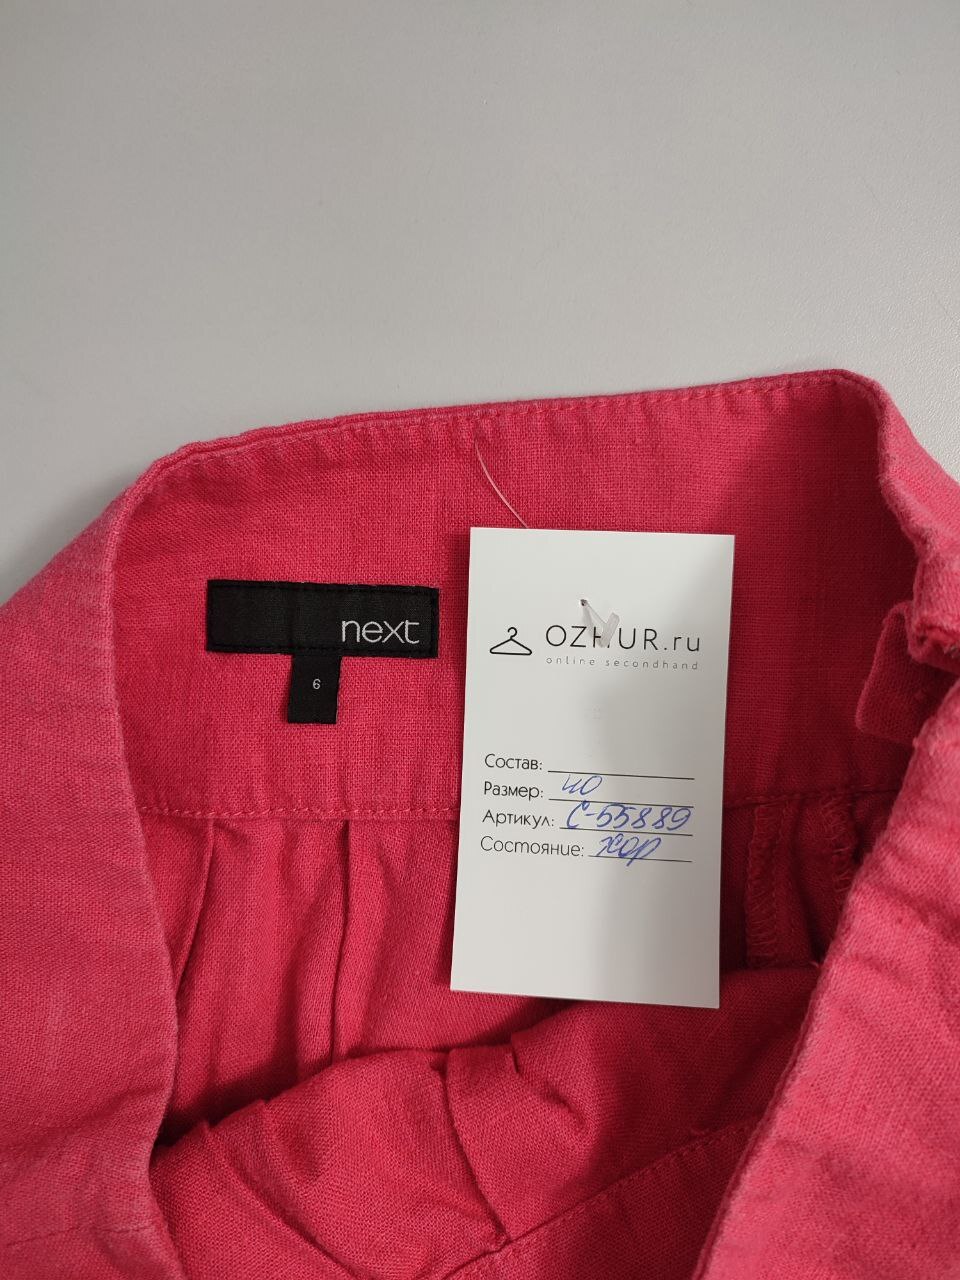 next
6
OZHUR.ru
online secondhand
Состав:
Размер: 40
Артикул: С-55889
Состояние: хор